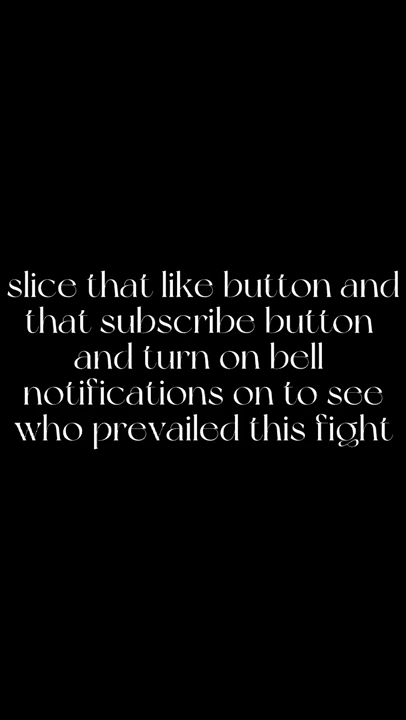 slice that like button and
that subscribe button
and turn on bell
notifications on to see
who prevailed this fight